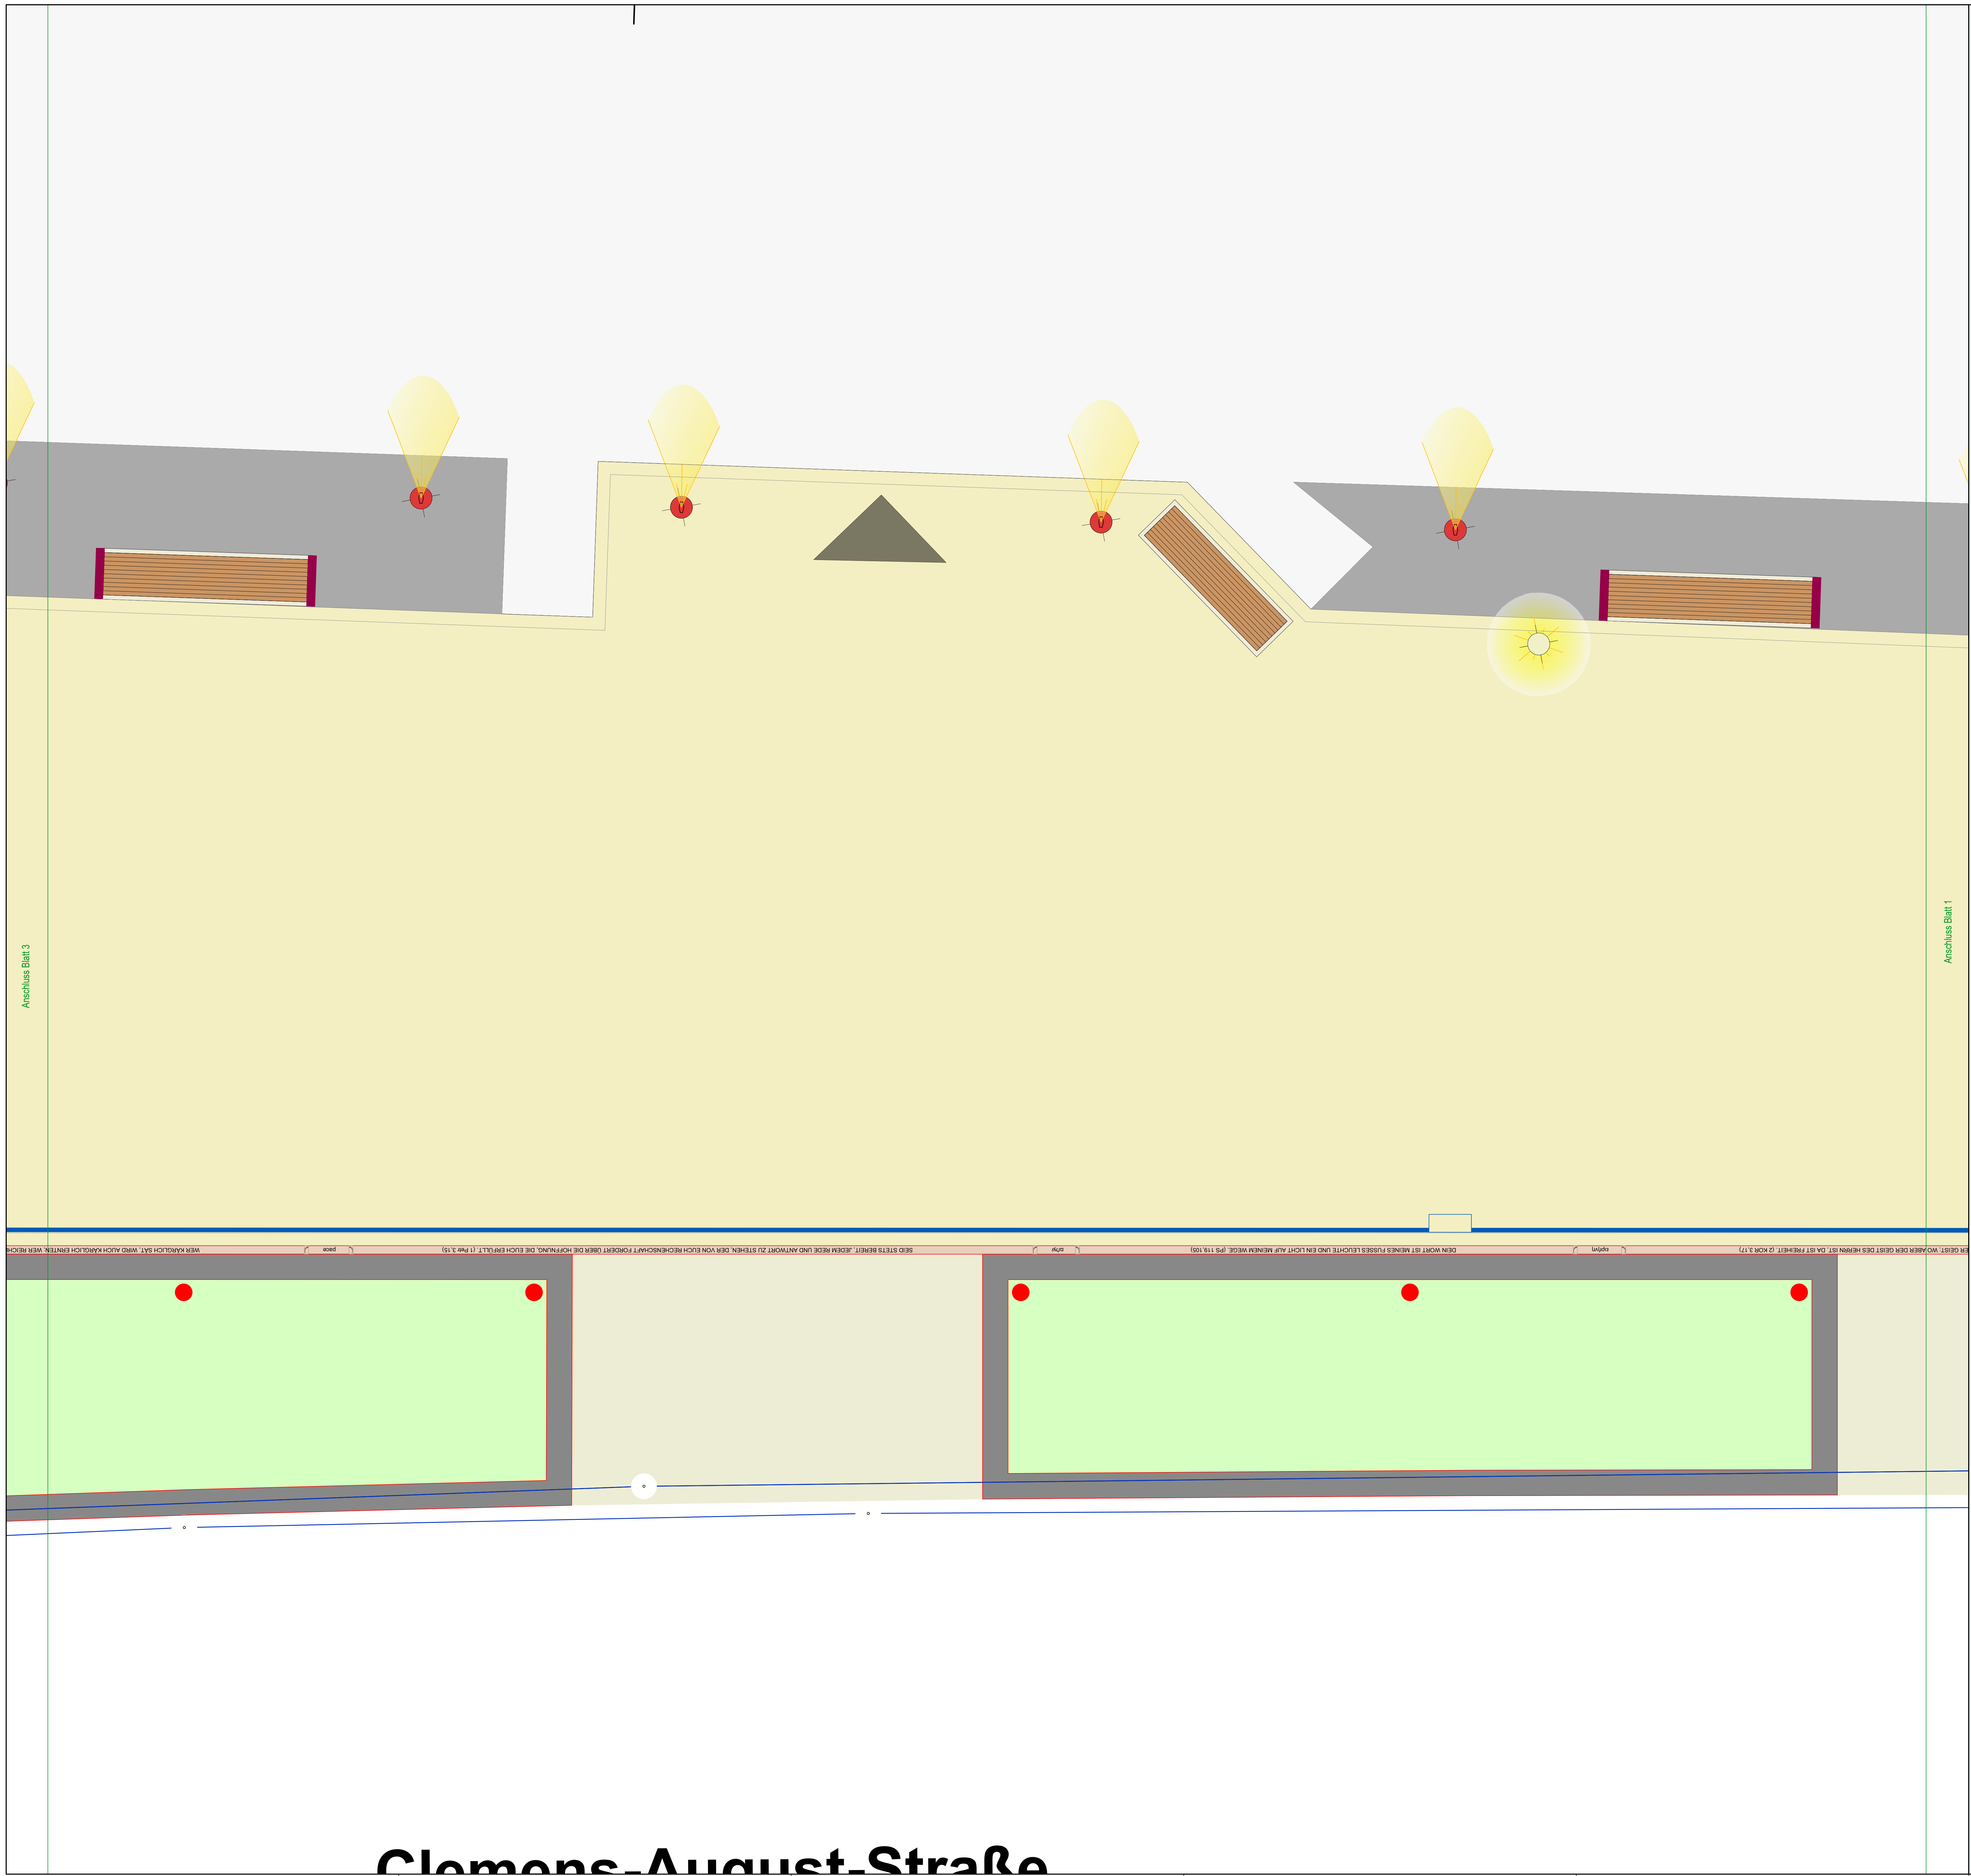 Anschluss Blatt 3
Anschluss Blatt 1
WER KÄRGLICH SÄT, WIRD AUCH KÄRGLICH ERNTEN; WER REICH
pace
SEID STETS BEREIT, JEDEM REDE UND ANTWORT ZU STEHEN, DER VON EUCH RECHENSCHAFT FORDERT ÜBER DIE HOFFNUNG, DIE EUCH ERFÜLLT. (1 Petr 3,15)
DEIN WORT IST MEINES FUSSES LEUCHTE UND EIN LICHT AUF MEINEM WEGE. (PS 119,105)
ER GEIST; WO ABER DER GEIST DES HERRN IST, DA IST FREIHEIT. (2 KOR 3,17)
Clemens-August-Straße